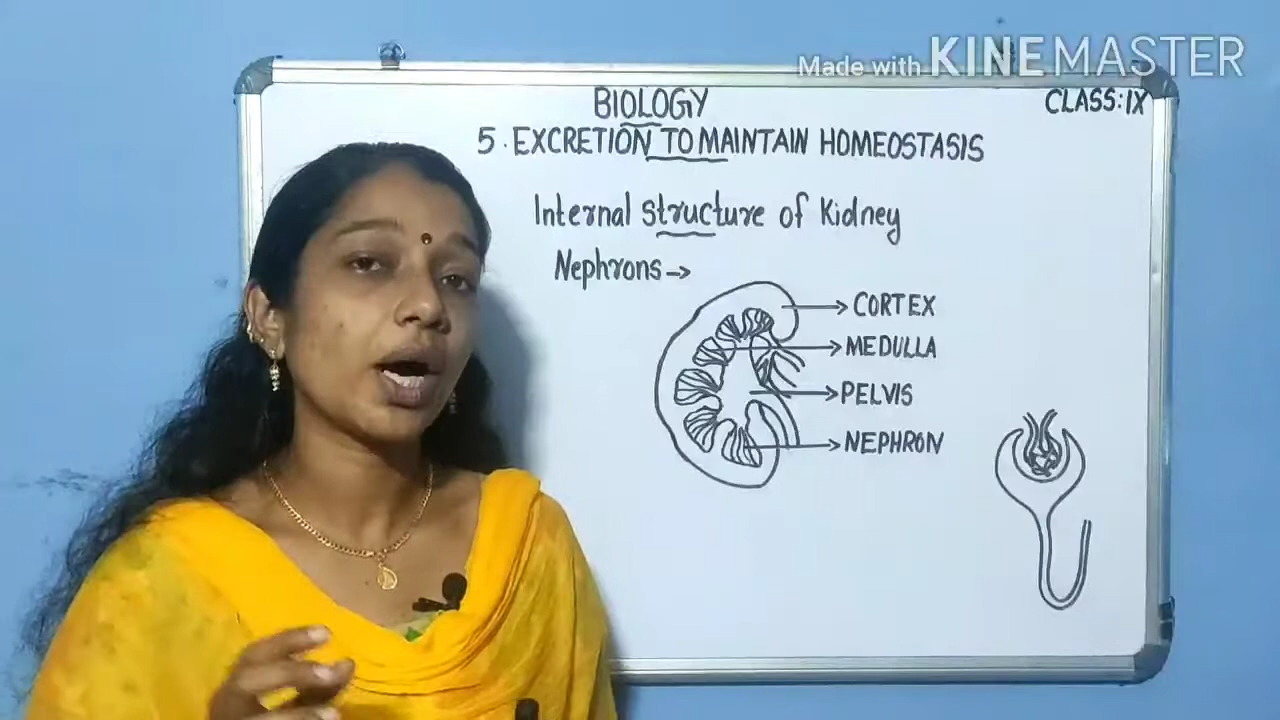 Made with KINEMASTER
BIOLOGY
CLASS:IX
5. EXCRETION TO MAINTAIN HOMEOSTASIS
Internal structure of Kidney
Nephrons→
CORTEX
MEDULLA
PELVIS
NEPHRON